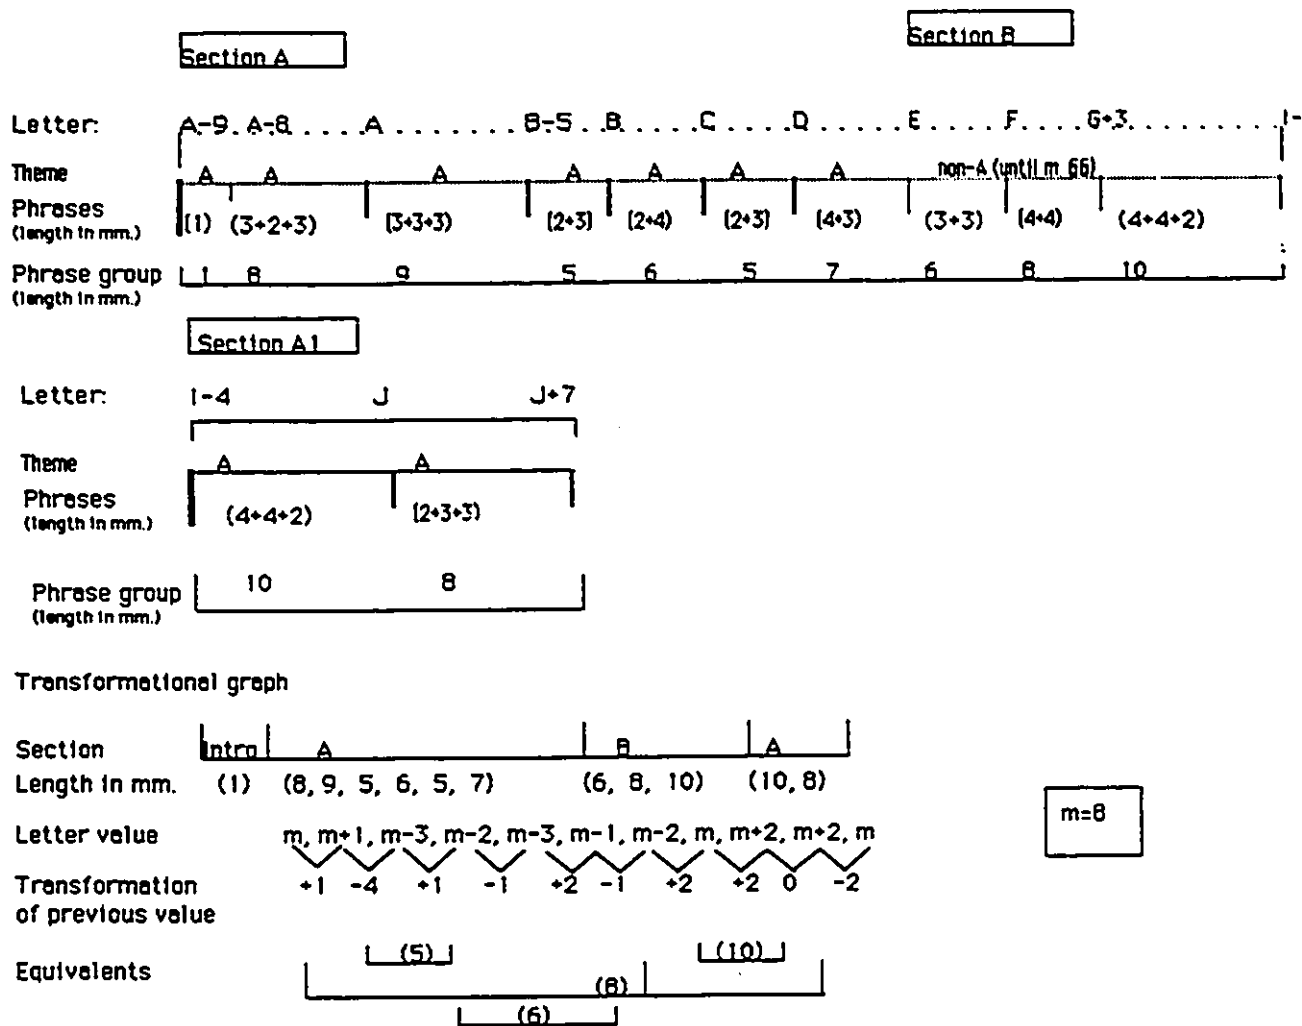 Section A Section B
Letter: A-9. A-8. . . . . A. . . . . . . . B-5 . B. . . . C. . . . D. . . . . E. . . . F. . . . G+3. . . . . . . . . I-
Theme A A A A A A A non-A (until m 66)
Phrases (1) (3+2+3) (3+3+3) (2+3) (2+4) (2+3) (4+3) (3+3) (4+4) (4+4+2)
(length in mm.)
Phrase group 1 8 9 5 6 5 7 6 8 10
(length in mm.)
Section A1
Letter: I-4 J J+7
Theme A A
Phrases (4+4+2) (2+3+3)
(length in mm.)
Phrase group 10 8
(length in mm.)
Transformational graph
Section Intro A B A
Length in mm. (1) (8, 9, 5, 6, 5, 7) (6, 8, 10) (10, 8)
Letter value m, m+1, m-3, m-2, m-3, m-1, m-2, m, m+2, m+2, m
m=8
Transformation +1 -4 +1 -1 +2 -1 +2 +2 0 -2
of previous value
Equivalents (5) (10)
(8)
(6)